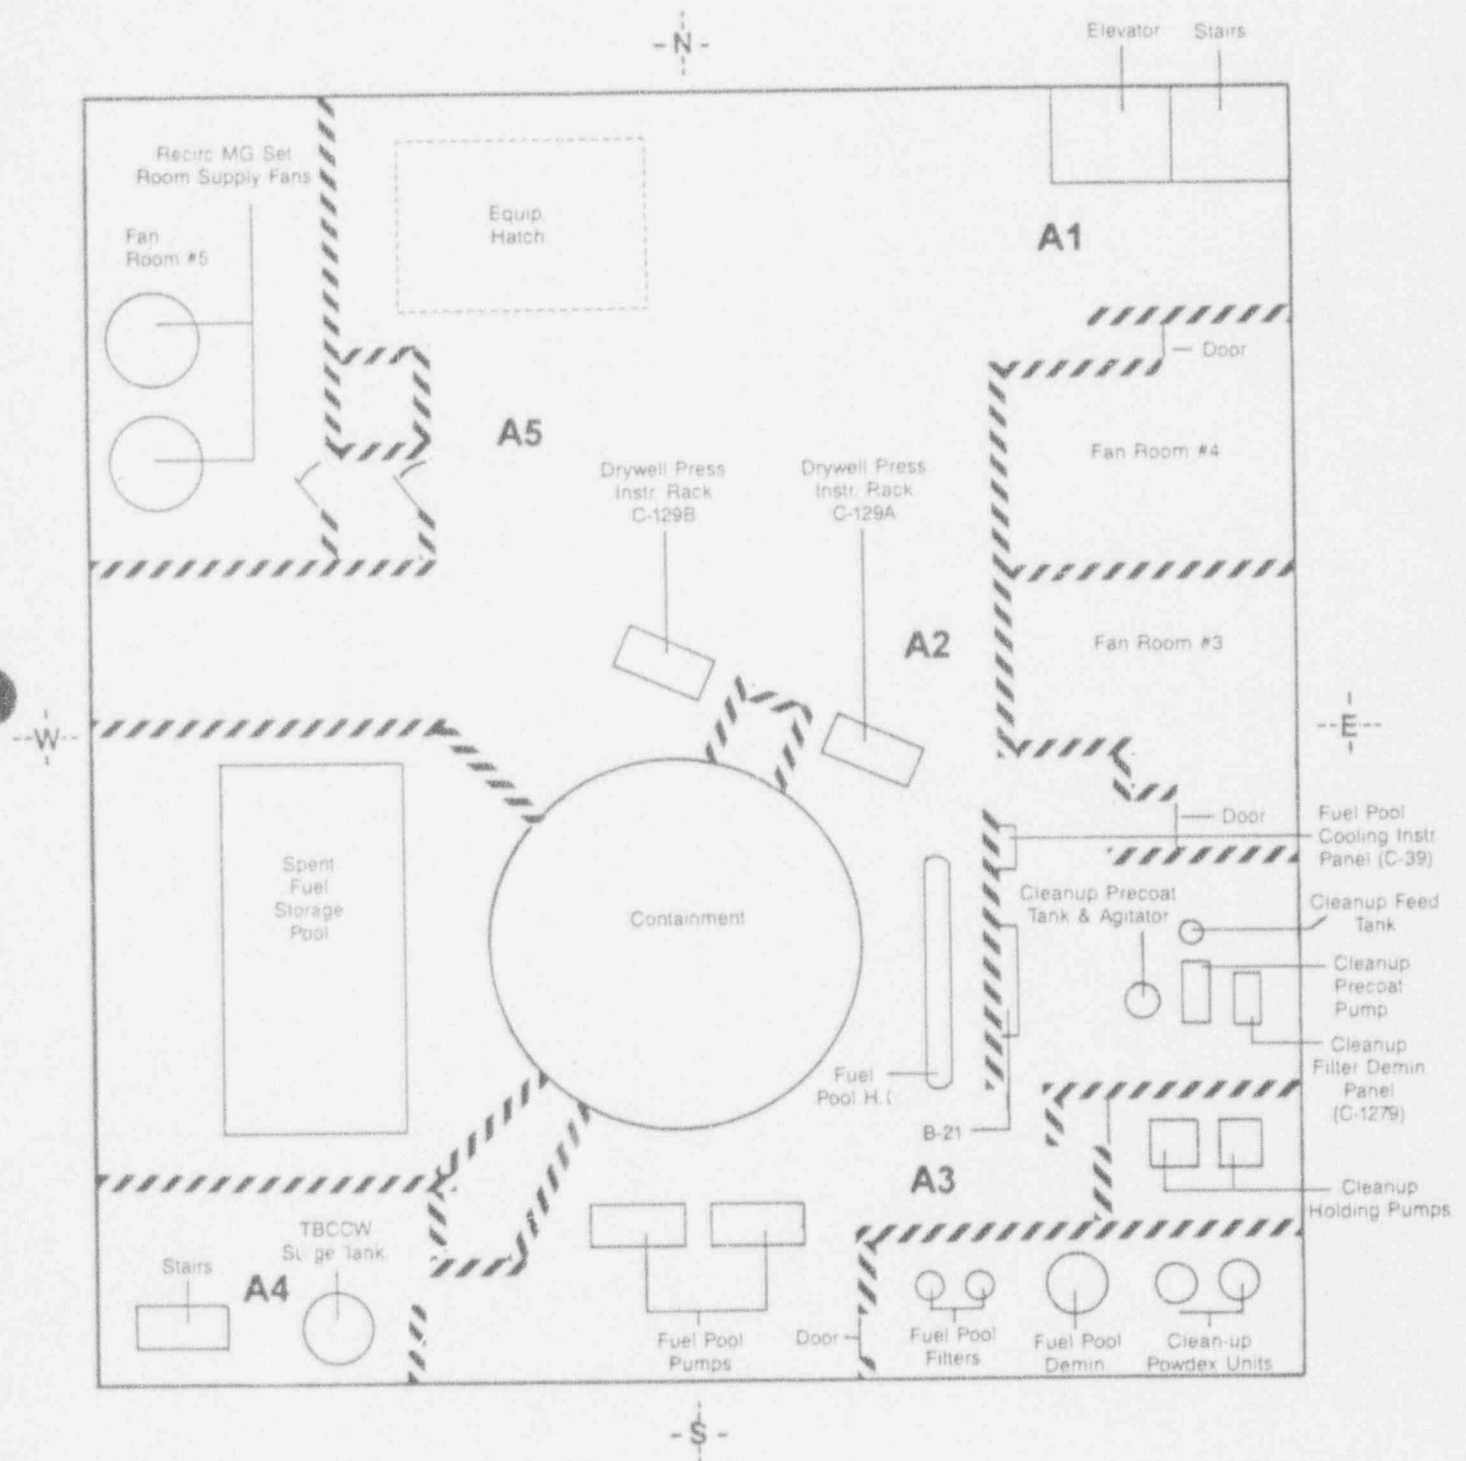 - N -
Elevator
Stairs
Recirc MG Set
Room Supply Fans
Fan
Room #5
Equip.
Hatch
A1
Door
Fan Room #4
A5
Drywell Press
Instr. Rack
C-129B
Drywell Press
Instr. Rack
C-129A
A2
Fan Room #3
--W--
--E--
Door
Fuel Pool
Cooling Instr
Panel (C-39)
Spent
Fuel
Storage
Pool
Containment
Cleanup Precoat
Tank & Agitator
Cleanup Feed
Tank
Cleanup
Precoat
Pump
Cleanup
Filter Demin
Panel
(C-1279)
Fuel
Pool
B-21
A3
Cleanup
Holding Pumps
TBCCW
Tank
Stairs
A4
Fuel Pool
Pumps
Door
Fuel Pool
Filters
Fuel Pool
Demin
Clean-up
Powdex Units
- S -